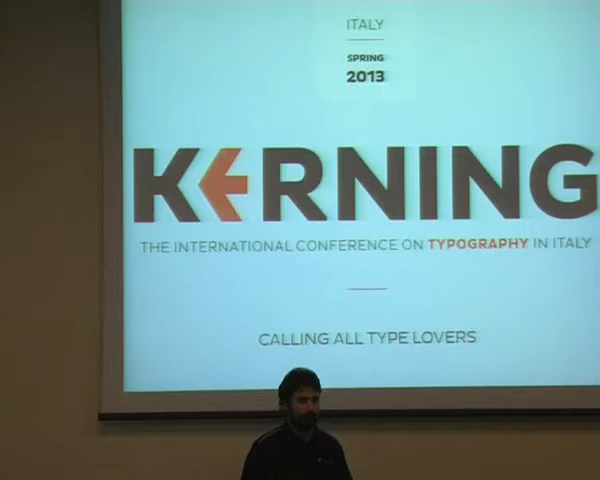 ITALY
SPRING
2013
KERNING
THE INTERNATIONAL CONFERENCE ON TYPOGRAPHY IN ITALY
CALLING ALL TYPE LOVERS